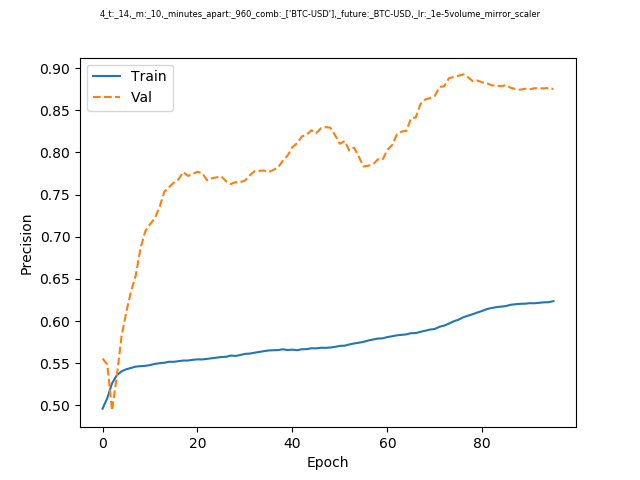 4_t:_14,_m:_10,_minutes_apart:_960_comb:_['BTC-USD'],_future:_BTC-USD,_lr:_1e-5volume_mirror_scaler
Train
Val
0.90
0.85
0.80
0.75
0.70
0.65
0.60
0.55
0.50
Precision
0 20 40 60 80
Epoch